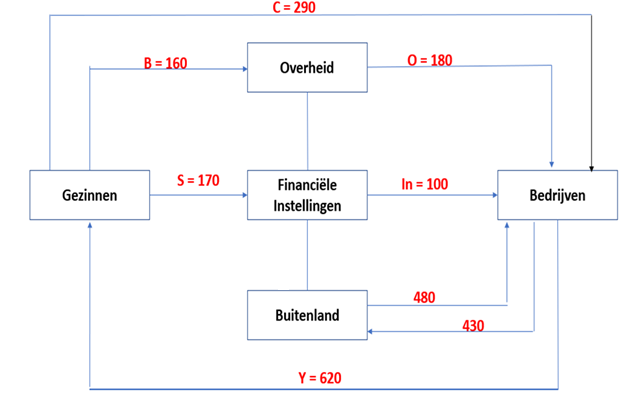 C = 290
Overheid
B = 160
O = 180
Gezinnen
S = 170
Financiële
Instellingen
In = 100
Bedrijven
Buitenland
480
430
Y = 620